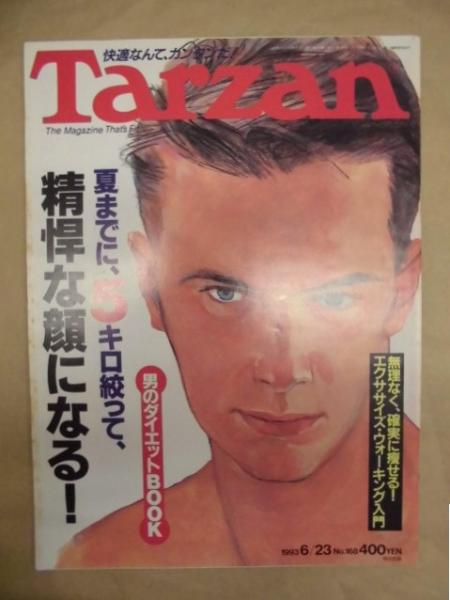 快適なんて、カンタンだ!
Tarzan
The Magazine That's
夏までに、5キロ絞って、
精悍な顔になる!
男のダイエットBOOK
無理なく、確実に痩せる!
エクササイズ・ウォーキング入門
1993 6/23 No.168 400YEN